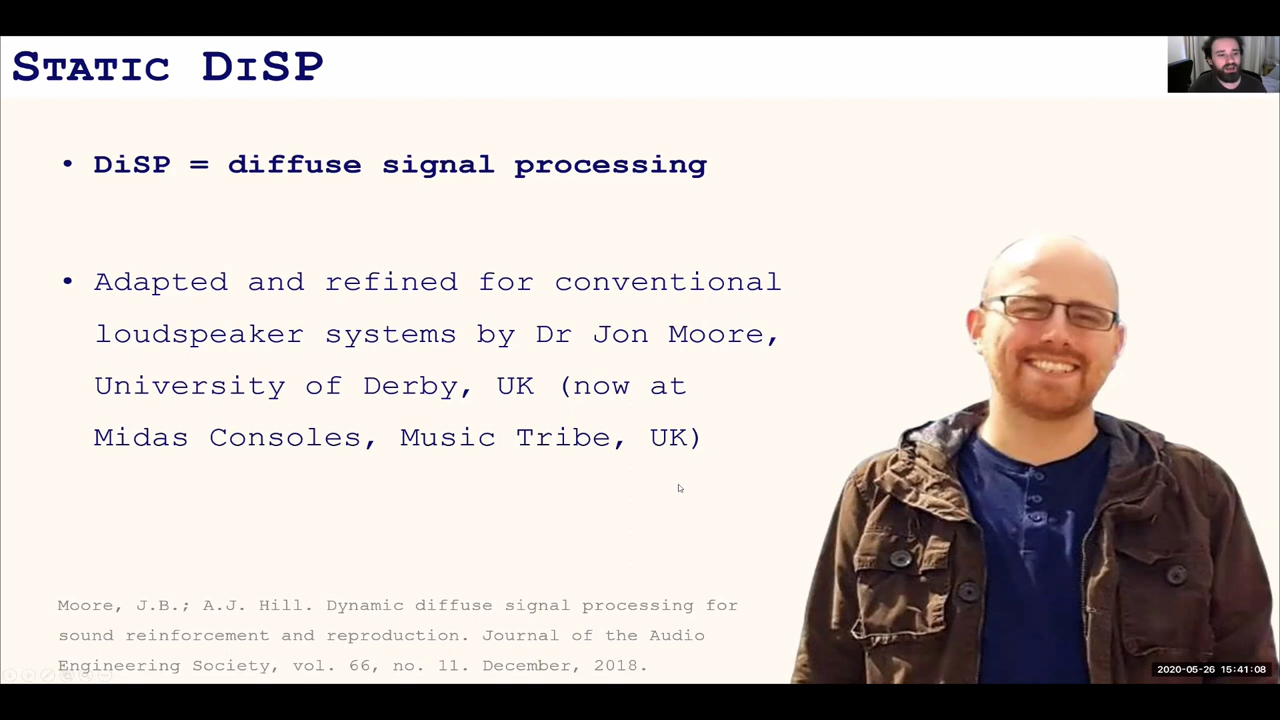 STATIC DISP
• DiSP = diffuse signal processing
• Adapted and refined for conventional
loudspeaker systems by Dr Jon Moore,
University of Derby, UK (now at
Midas Consoles, Music Tribe, UK)
Moore, J.B.; A.J. Hill. Dynamic diffuse signal processing for
sound reinforcement and reproduction. Journal of the Audio
Engineering Society, vol. 66, no. 11. December, 2018.
2020-05-26 15:41:08